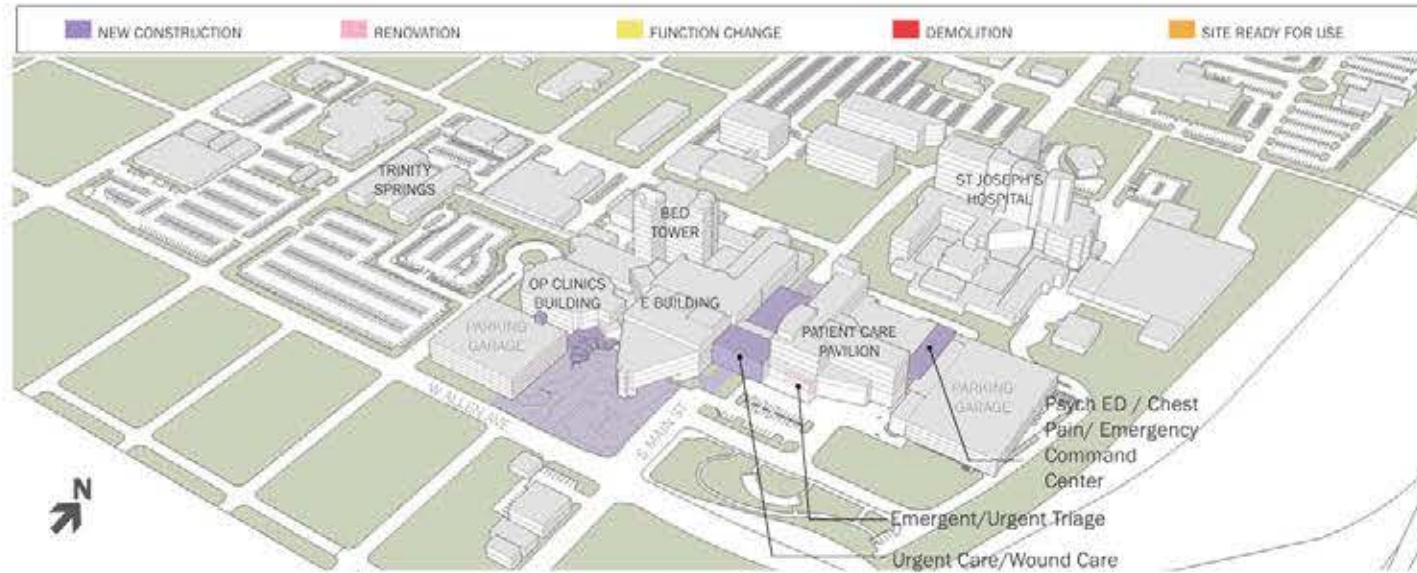 NEW CONSTRUCTION
RENOVATION
FUNCTION CHANGE
DEMOLITION
SITE READY FOR USE
TRINITY
SPRINGS
BED
TOWER
ST JOSEPH'S
HOSPITAL
OP CLINICS
BUILDING
E BUILDING
PARKING
GARAGE
PATIENT CARE
PAVILION
PARKING
GARAGE
W ALLEN AVE
S MAIN ST
Psych ED / Chest
Pain/ Emergency
Command
Center
Emergent/Urgent Triage
Urgent Care/Wound Care
N